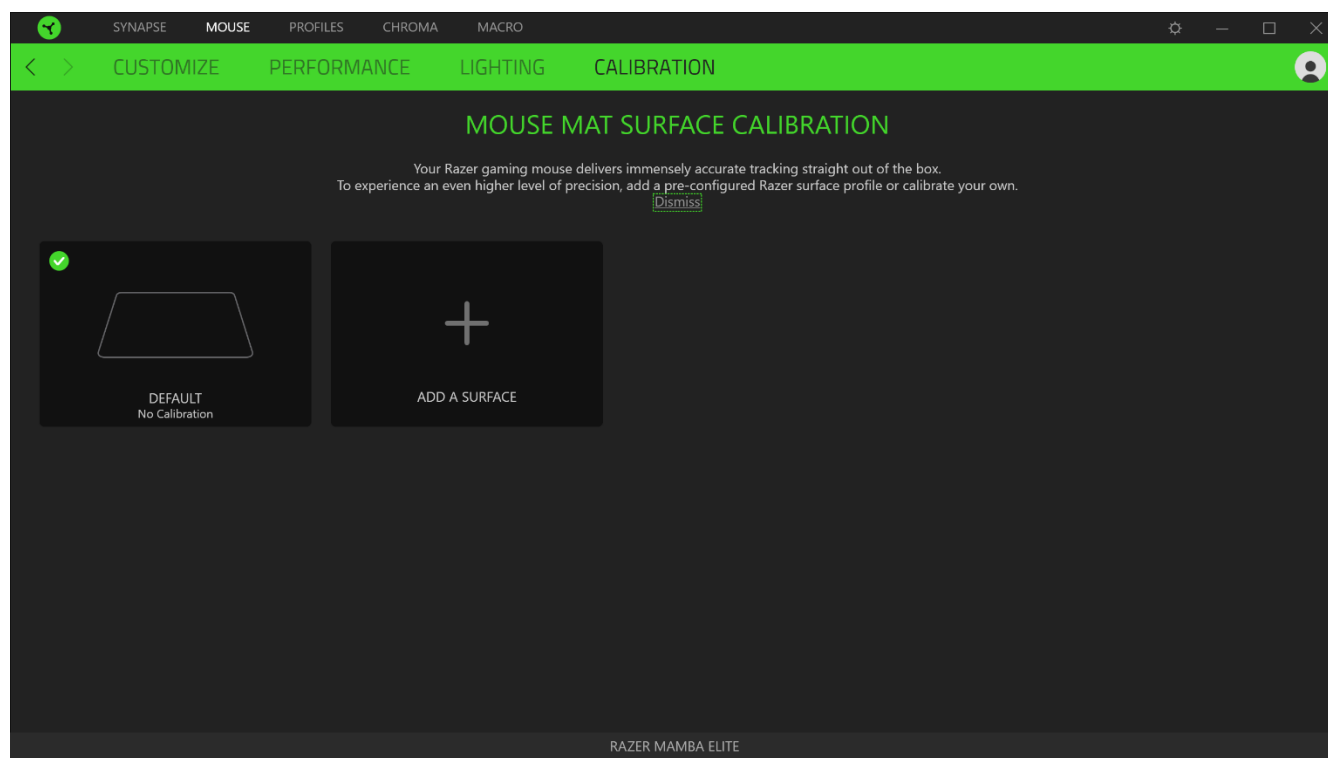 SYNAPSE MOUSE PROFILES CHROMA MACRO
CUSTOMIZE PERFORMANCE LIGHTING CALIBRATION
MOUSE MAT SURFACE CALIBRATION
Your Razer gaming mouse delivers immensely accurate tracking straight out of the box.
To experience an even higher level of precision, add a pre-configured Razer surface profile or calibrate your own.
Dismiss
DEFAULT
No Calibration
ADD A SURFACE
RAZER MAMBA ELITE